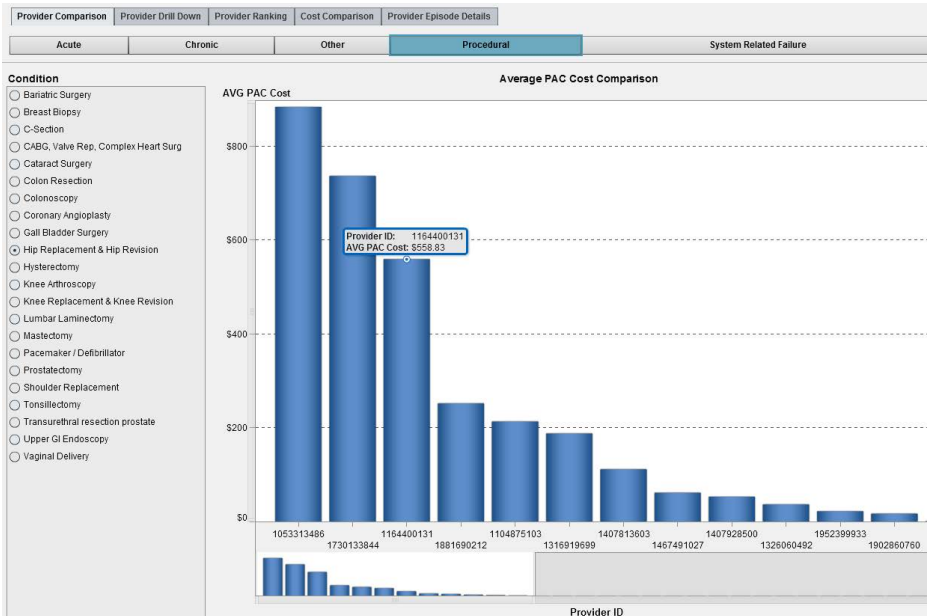 Provider Comparison Provider Drill Down Provider Ranking Cost Comparison Provider Episode Details
Acute Chronic Other Procedural System Related Failure
Condition
Bariatric Surgery
Breast Biopsy
C-Section
CABG, Valve Rep, Complex Heart Surg
Cataract Surgery
Colon Resection
Colonoscopy
Coronary Angioplasty
Gall Bladder Surgery
Hip Replacement & Hip Revision
Hysterectomy
Knee Arthroscopy
Knee Replacement & Knee Revision
Lumbar Laminectomy
Mastectomy
Pacemaker / Defibrillator
Prostatectomy
Shoulder Replacement
Tonsillectomy
Transurethral resection prostate
Upper GI Endoscopy
Vaginal Delivery
Average PAC Cost Comparison
AVG PAC Cost
$800
$600
$400
$200
$0
Provider ID: 1164400131
AVG PAC Cost: $558.83
1053313486 1164400131 1104875103 1407813603 1407928500 1952399933
1730133844 1881690212 1316919699 1467491027 1326060492 1902860760
Provider ID